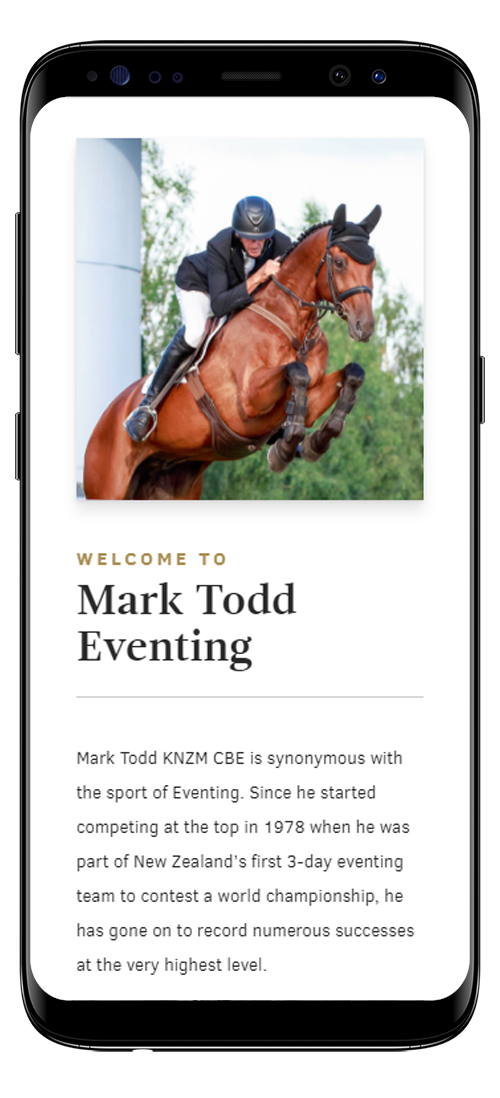 WELCOME TO
Mark Todd
Eventing
Mark Todd KNZM CBE is synonymous with
the sport of Eventing. Since he started
competing at the top in 1978 when he was
part of New Zealand's first 3-day eventing
team to contest a world championship, he
has gone on to record numerous successes
at the very highest level.